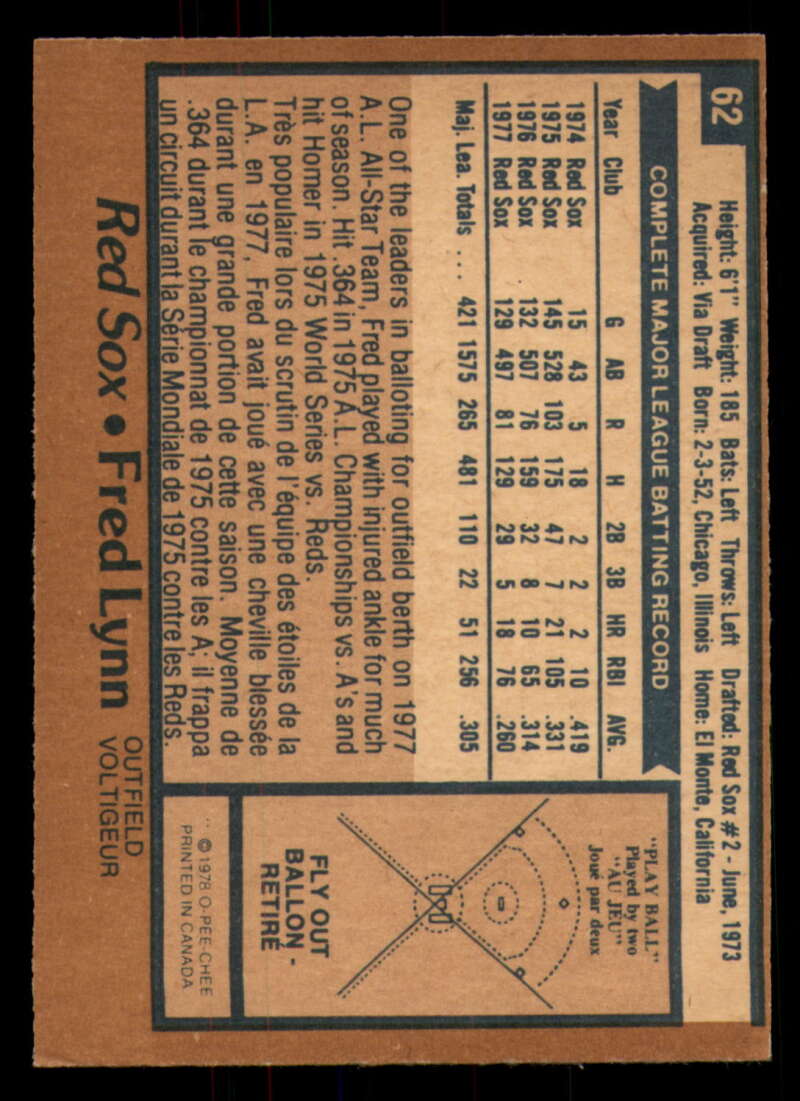 62
Height: 6'1" Weight: 185 Bats: Left Throws: Left Drafted: Red Sox #2 - June, 1973
Acquired: Via Draft Born: 2-3-52, Chicago, Illinois Home: El Monte, California
COMPLETE MAJOR LEAGUE BATTING RECORD
Year Club G AB R H 2B 3B HR RBI AVG.
1974 Red Sox 15 43 5 18 2 2 2 10 .419
1975 Red Sox 145 528 103 175 47 7 21 105 .331
1976 Red Sox 132 507 76 159 32 8 10 65 .314
1977 Red Sox 129 497 81 129 29 5 18 76 .260
Maj. Lea. Totals ... 421 1575 265 481 110 22 51 256 .305
One of the leaders in balloting for outfield berth on 1977
A.L. All-Star Team, Fred played with injured ankle for much
of season. Hit .364 in 1975 A.L. Championships vs. A's and
hit Homer in 1975 World Series vs. Reds.
Très populaire lors du scrutin de l'équipe des étoiles de la
L.A. en 1977, Fred avait joué avec une cheville blessée
durant une grande portion de cette saison. Moyenne de
.364 durant le championnat de 1975 contre les A; il frappa
un circuit durant la Série Mondiale de 1975 contre les Reds.
"PLAY BALL"
Played by two
"AU JEU"
Joué par deux
FLY OUT
BALLON -
RETIRÉ
© 1978 O-PEE-CHEE
PRINTED IN CANADA
Red Sox • Fred Lynn
OUTFIELD
VOLTIGEUR